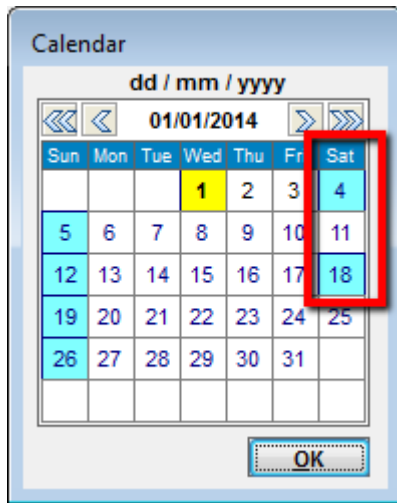 Calendar
dd / mm / yyyy
01/01/2014
Sun Mon Tue Wed Thu Fri Sat
1 2 3 4
5 6 7 8 9 10 11
12 13 14 15 16 17 18
19 20 21 22 23 24 25
26 27 28 29 30 31
OK